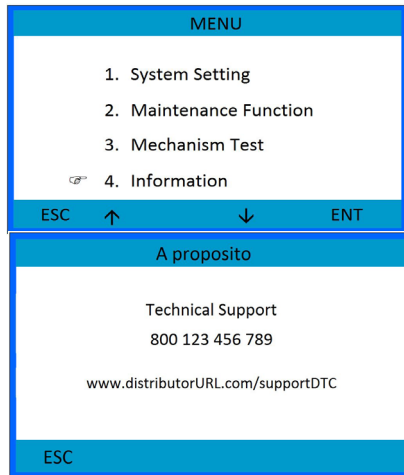 MENU
1. System Setting
2. Maintenance Function
3. Mechanism Test
☞ 4. Information
ESC ↑ ↓ ENT
A proposito
Technical Support
800 123 456 789
www.distributorURL.com/supportDTC
ESC